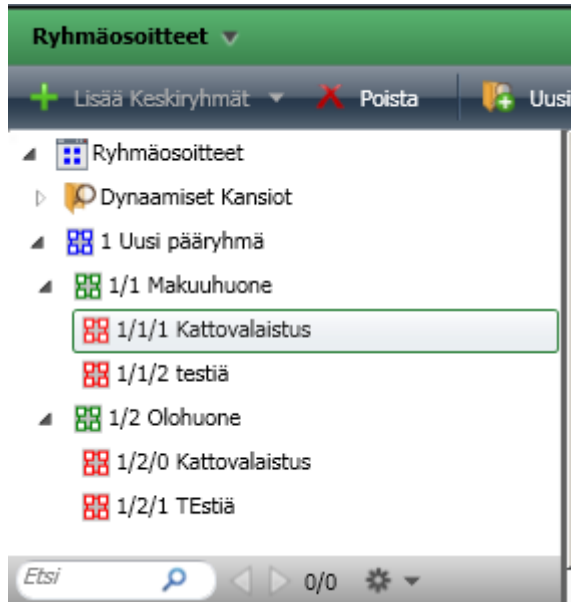 Ryhmäosoitteet
Lisää Keskiryhmät Poista Uusi
Ryhmäosoitteet
Dynaamiset Kansiot
1 Uusi pääryhmä
1/1 Makuuhuone
1/1/1 Kattovalaistus
1/1/2 testiä
1/2 Olohuone
1/2/0 Kattovalaistus
1/2/1 TEstiä
Etsi 0/0